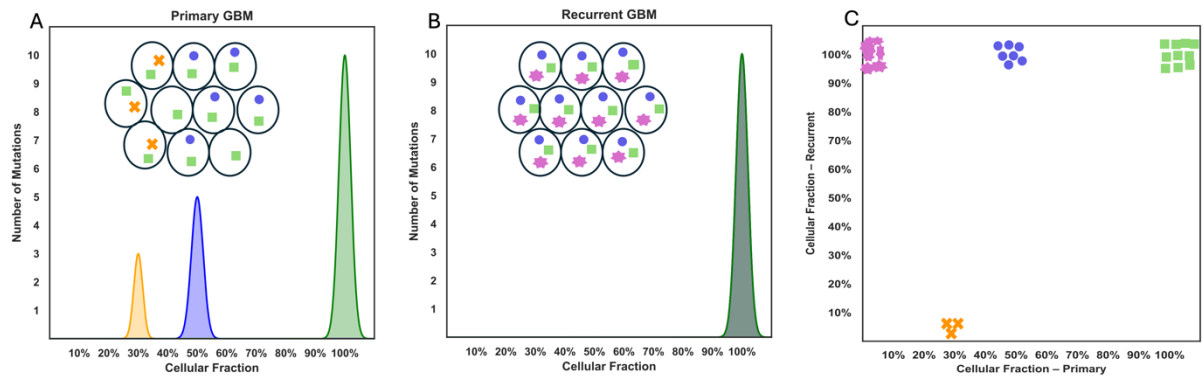 A
Primary GBM
10
9
8
7
6
5
4
3
2
1
Number of Mutations
10% 20% 30% 40% 50% 60% 70% 80% 90% 100%
Cellular Fraction
B
Recurrent GBM
10
9
8
7
6
5
4
3
2
1
Number of Mutations
10% 20% 30% 40% 50% 60% 70% 80% 90% 100%
Cellular Fraction
C
100%
90%
80%
70%
60%
50%
40%
30%
20%
10%
Cellular Fraction – Recurrent
10% 20% 30% 40% 50% 60% 70% 80% 90% 100%
Cellular Fraction – Primary